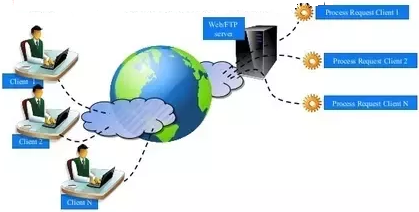 Web/FTP
server
Process Request Client 1
Process Request Client 2
Process Request Client N
Client 1
Client 2
Client N